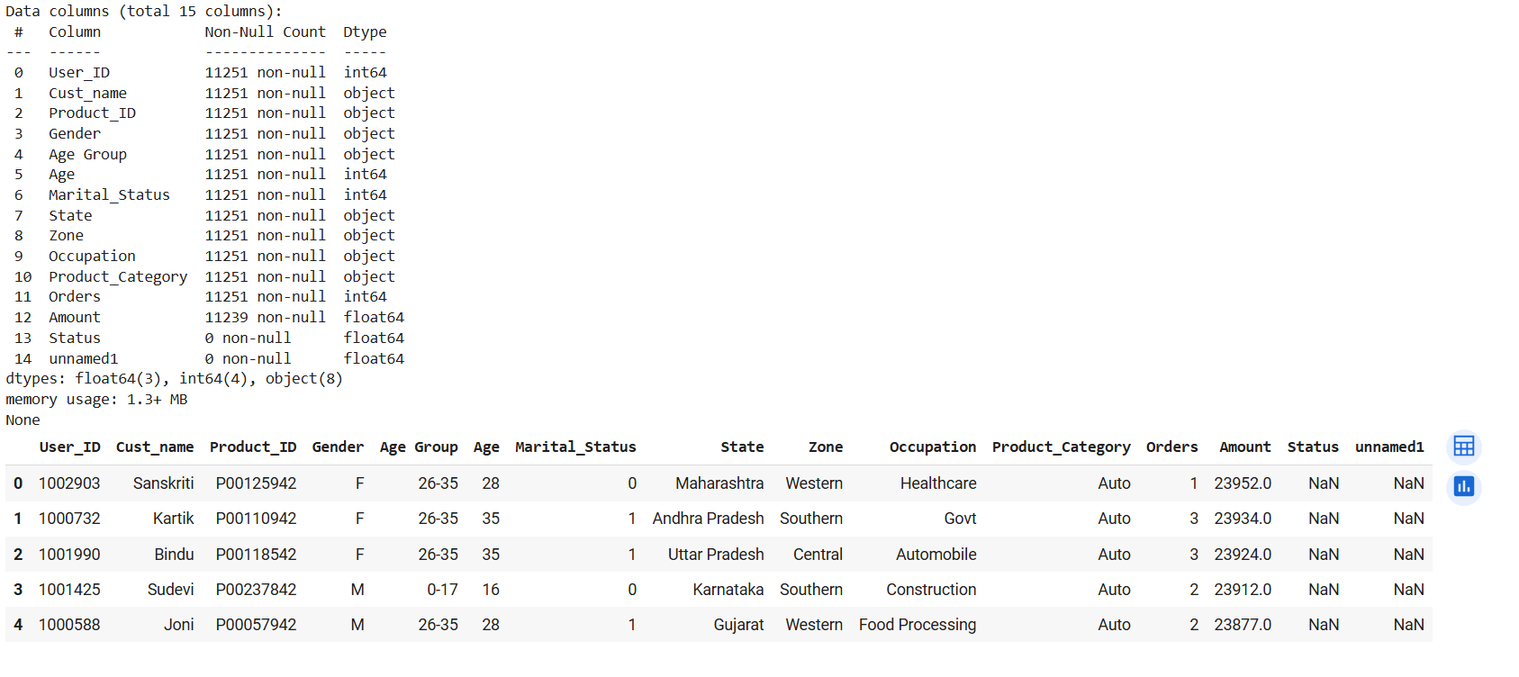 Data columns (total 15 columns):
 #   Column            Non-Null Count  Dtype
---  ------            --------------  -----
 0   User_ID           11251 non-null  int64
 1   Cust_name         11251 non-null  object
 2   Product_ID        11251 non-null  object
 3   Gender            11251 non-null  object
 4   Age Group         11251 non-null  object
 5   Age               11251 non-null  int64
 6   Marital_Status    11251 non-null  int64
 7   State             11251 non-null  object
 8   Zone              11251 non-null  object
 9   Occupation        11251 non-null  object
 10  Product_Category  11251 non-null  object
 11  Orders            11251 non-null  int64
 12  Amount            11239 non-null  float64
 13  Status            0 non-null      float64
 14  unnamed1          0 non-null      float64
dtypes: float64(3), int64(4), object(8)
memory usage: 1.3+ MB
None
User_ID Cust_name Product_ID Gender Age Group Age Marital_Status State Zone Occupation Product_Category Orders Amount Status unnamed1
0 1002903 Sanskriti P00125942 F 26-35 28 0 Maharashtra Western Healthcare Auto 1 23952.0 NaN NaN
1 1000732 Kartik P00110942 F 26-35 35 1 Andhra Pradesh Southern Govt Auto 3 23934.0 NaN NaN
2 1001990 Bindu P00118542 F 26-35 35 1 Uttar Pradesh Central Automobile Auto 3 23924.0 NaN NaN
3 1001425 Sudevi P00237842 M 0-17 16 0 Karnataka Southern Construction Auto 2 23912.0 NaN NaN
4 1000588 Joni P00057942 M 26-35 28 1 Gujarat Western Food Processing Auto 2 23877.0 NaN NaN